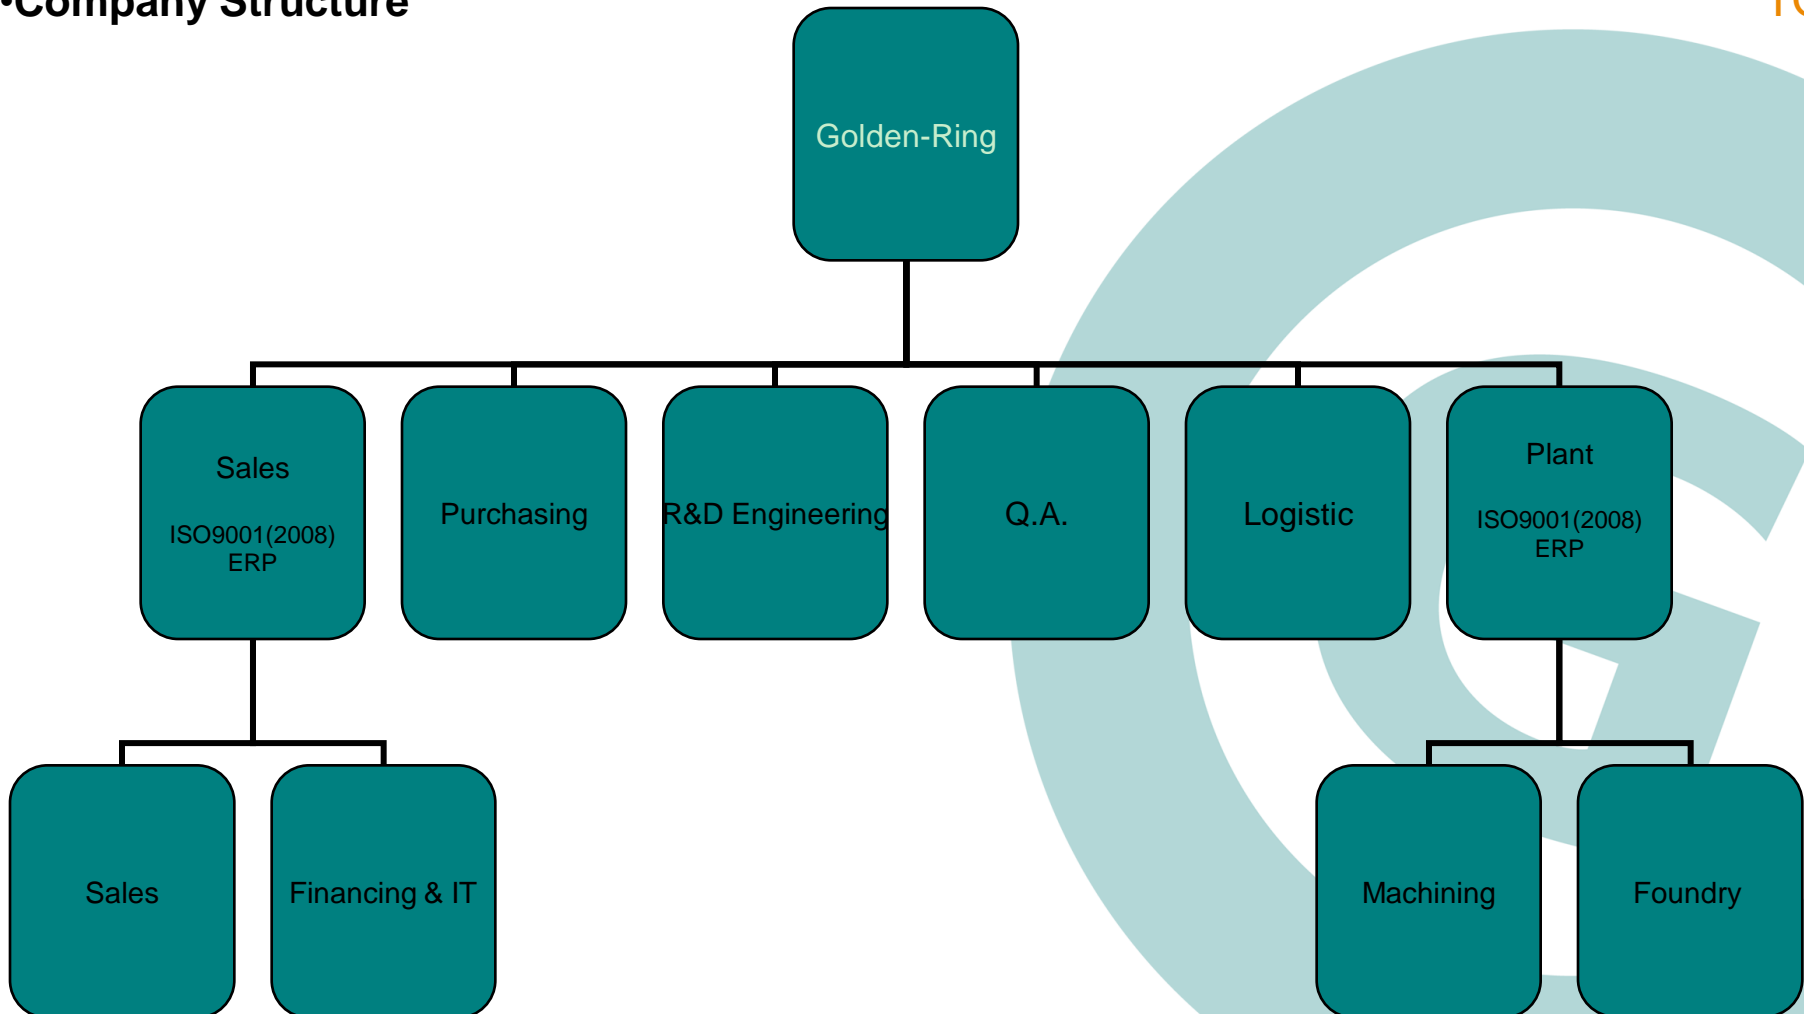 •Company Structure
Golden-Ring
Sales
ISO9001(2008)
ERP
Purchasing
R&D Engineering
Q.A.
Logistic
Plant
ISO9001(2008)
ERP
Sales
Financing & IT
Machining
Foundry